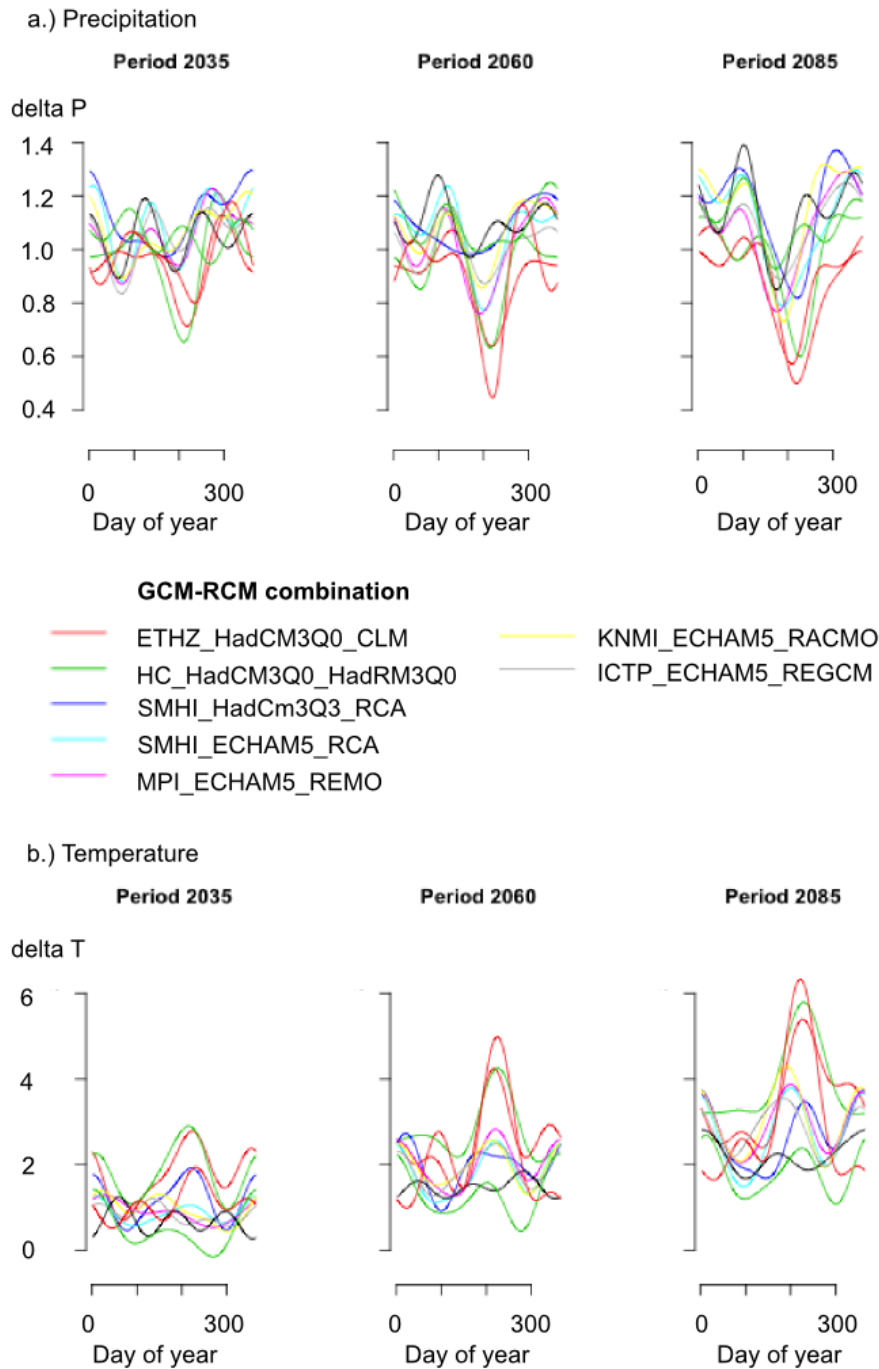 a.) Precipitation
Period 2035 Period 2060 Period 2085
delta P
1.4
1.2
1.0
0.8
0.6
0.4
0 300 0 300 0 300
Day of year Day of year Day of year
GCM-RCM combination
ETHZ_HadCM3Q0_CLM KNMI_ECHAM5_RACMO
HC_HadCM3Q0_HadRM3Q0 ICTP_ECHAM5_REGCM
SMHI_HadCm3Q3_RCA
SMHI_ECHAM5_RCA
MPI_ECHAM5_REMO
b.) Temperature
Period 2035 Period 2060 Period 2085
delta T
6
4
2
0
0 300 0 300 0 300
Day of year Day of year Day of year